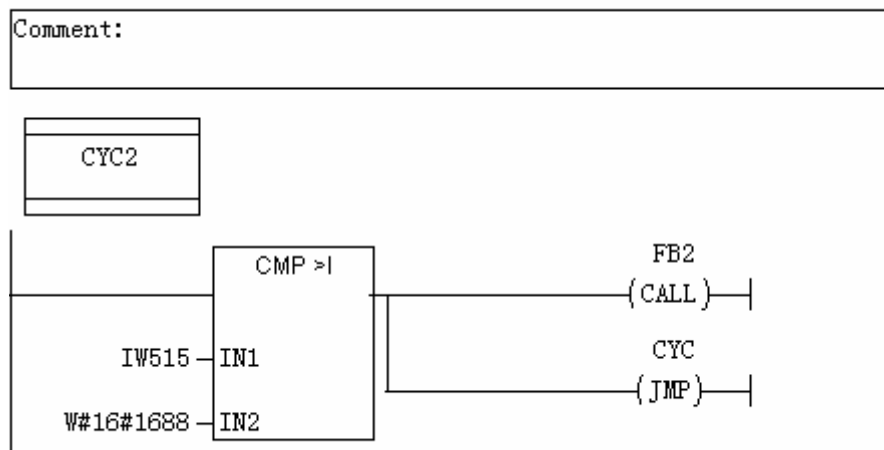 Comment:
CYC2
CMP >I
FB2
(CALL)
CYC
IW515
IN1
(JMP)
W#16#1688
IN2